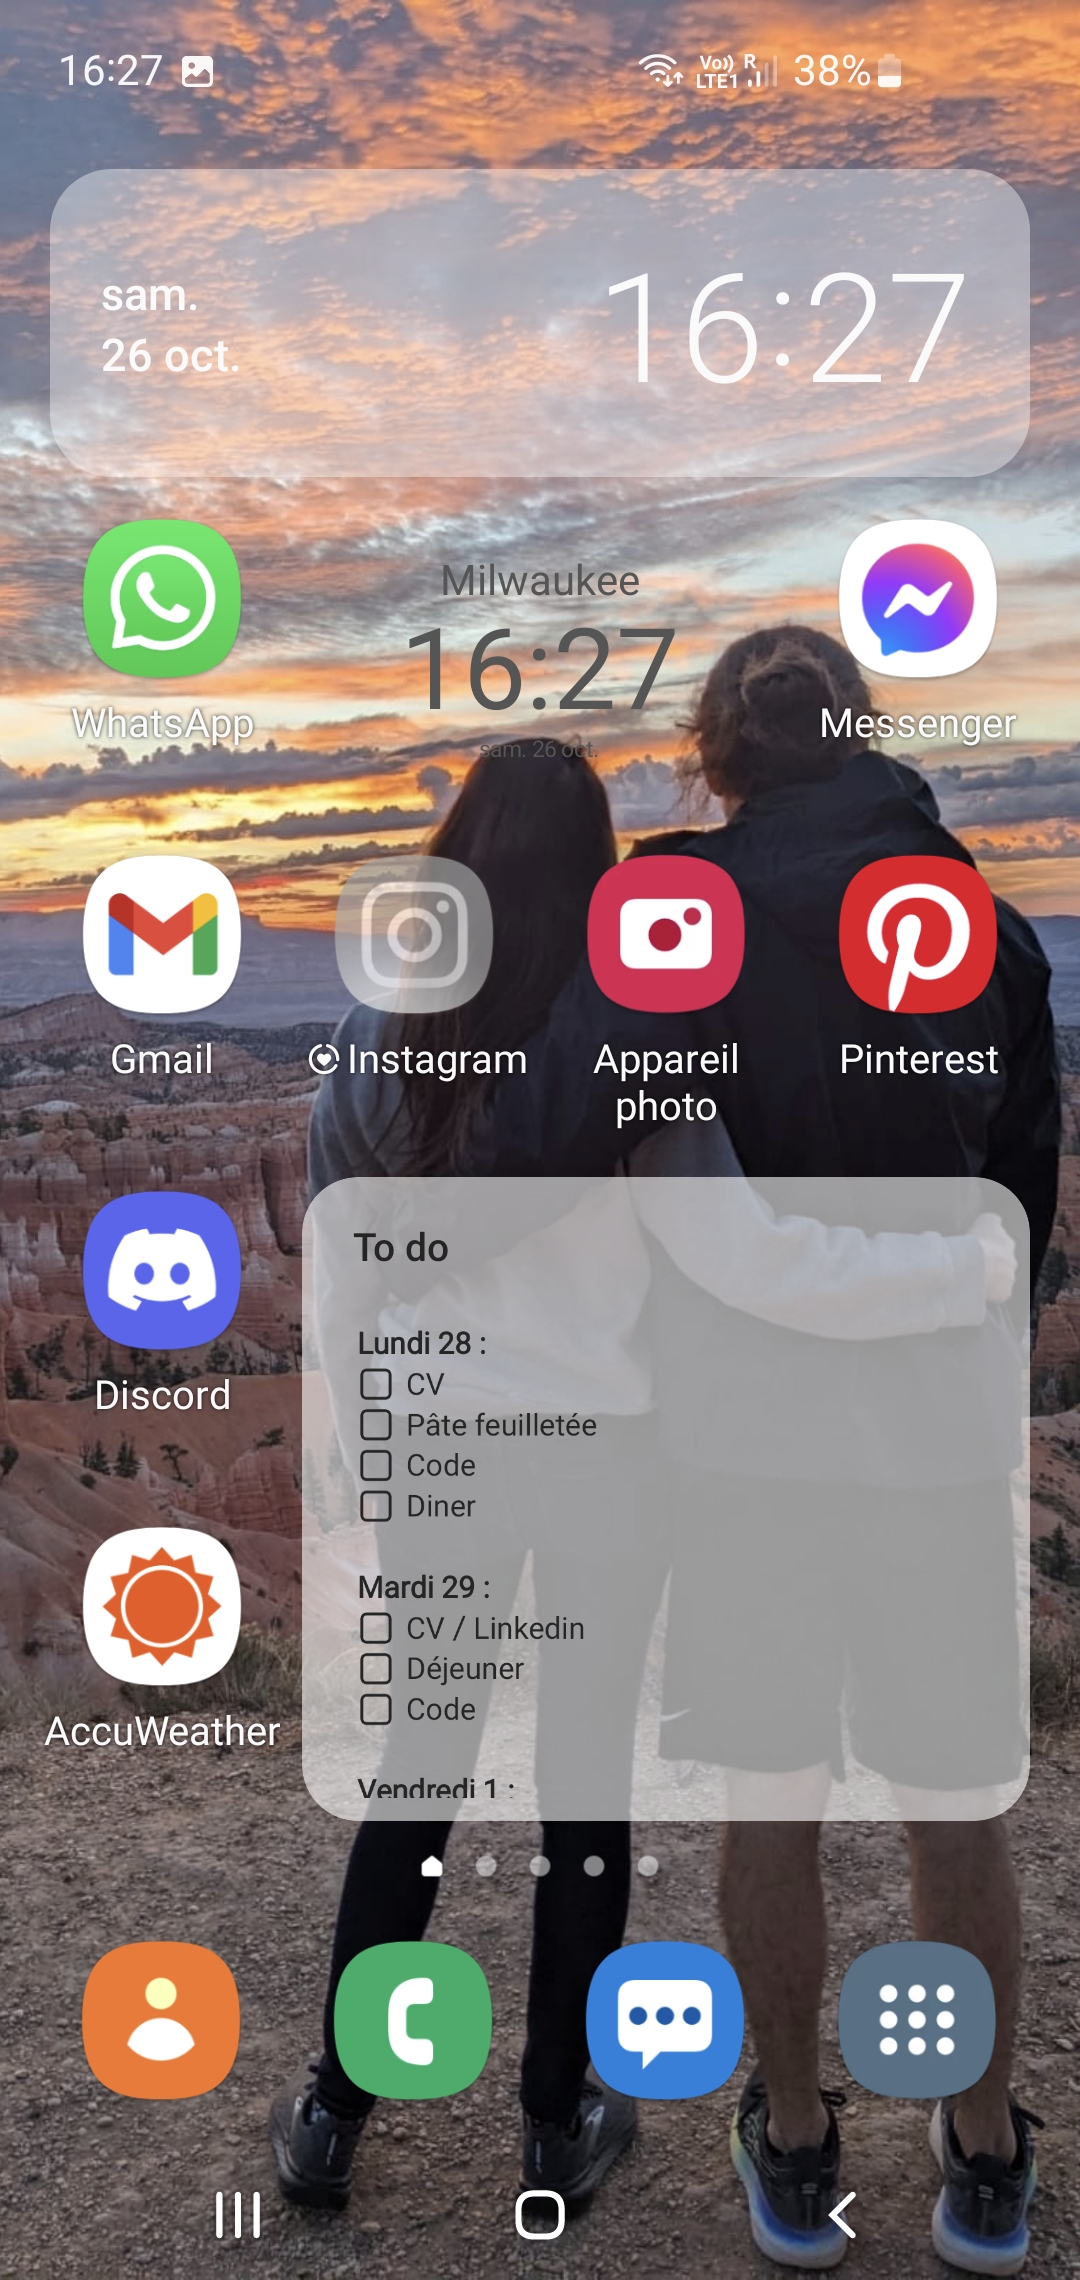 16:27
Vo)) R
LTE1
38%
sam.
26 oct.
16:27
WhatsApp
Milwaukee
16:27
sam. 26 oct.
Messenger
Gmail
Instagram
Appareil
photo
Pinterest
Discord
AccuWeather
To do
Lundi 28 :
CV
Pâte feuilletée
Code
Diner
Mardi 29 :
CV / Linkedin
Déjeuner
Code
Vendredi 1 :